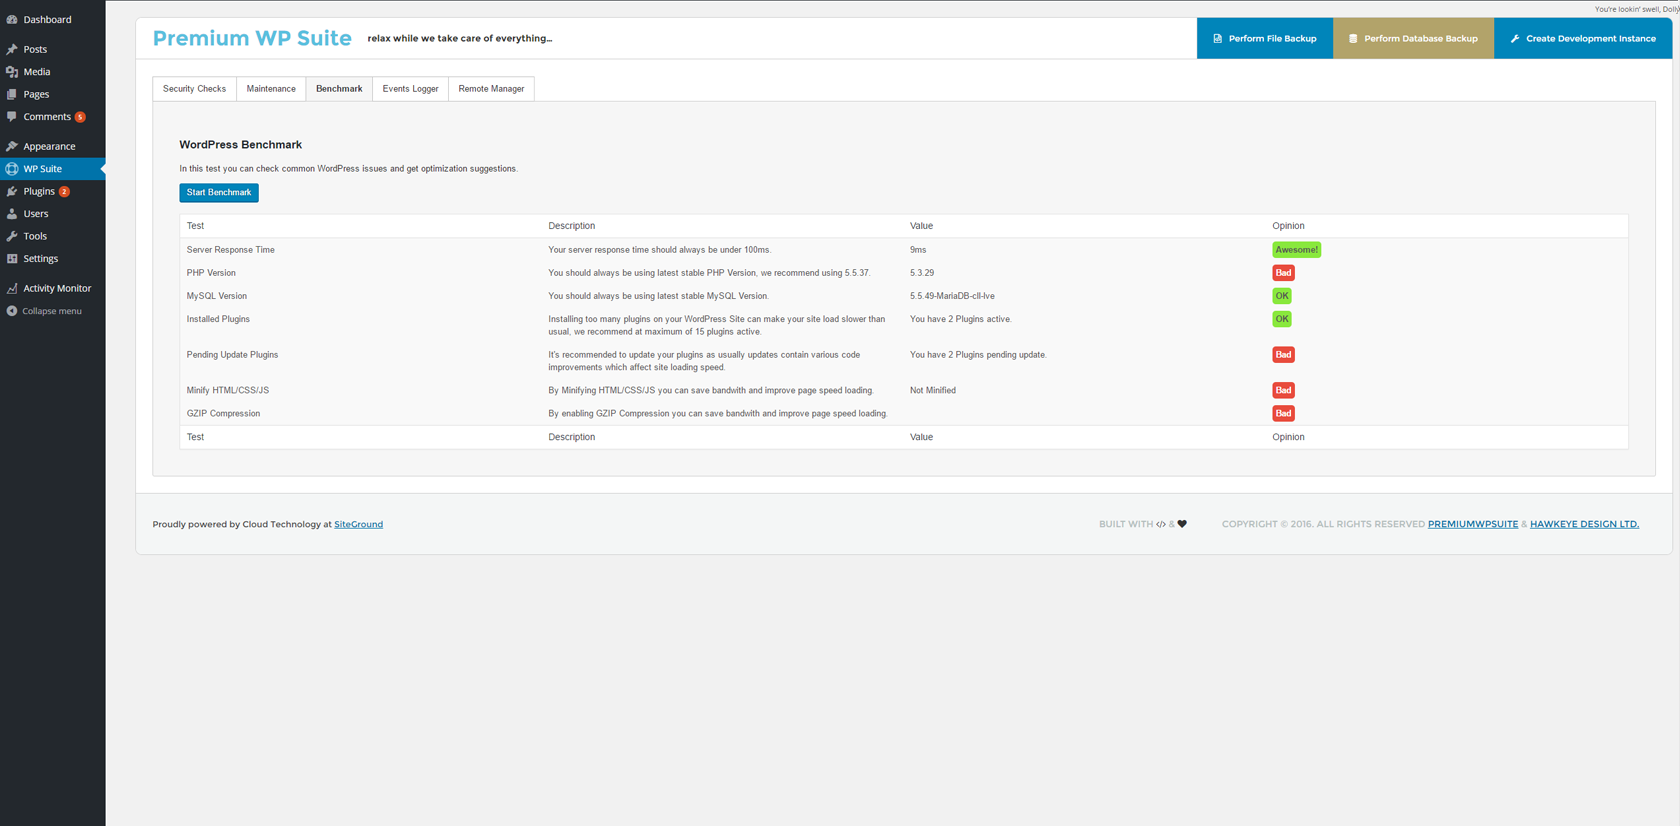 You're lookin' swell, Dolly
Dashboard
Posts
Media
Pages
Comments 5
Appearance
WP Suite
Plugins 2
Users
Tools
Settings
Activity Monitor
Collapse menu
Premium WP Suite relax while we take care of everything...
Perform File Backup Perform Database Backup Create Development Instance
Security Checks Maintenance Benchmark Events Logger Remote Manager
WordPress Benchmark
In this test you can check common WordPress issues and get optimization suggestions.
Start Benchmark
Test Description Value Opinion
Server Response Time Your server response time should always be under 100ms. 9ms Awesome!
PHP Version You should always be using latest stable PHP Version, we recommend using 5.5.37. 5.3.29 Bad
MySQL Version You should always be using latest stable MySQL Version. 5.5.49-MariaDB-cll-lve OK
Installed Plugins Installing too many plugins on your WordPress Site can make your site load slower than You have 2 Plugins active. OK
usual, we recommend at maximum of 15 plugins active.
Pending Update Plugins It's recommended to update your plugins as usually updates contain various code You have 2 Plugins pending update. Bad
improvements which affect site loading speed.
Minify HTML/CSS/JS By Minifying HTML/CSS/JS you can save bandwith and improve page speed loading. Not Minified Bad
GZIP Compression By enabling GZIP Compression you can save bandwith and improve page speed loading. Bad
Test Description Value Opinion
Proudly powered by Cloud Technology at SiteGround
BUILT WITH </> & ♥ COPYRIGHT © 2016. ALL RIGHTS RESERVED PREMIUMWPSUITE & HAWKEYE DESIGN LTD.